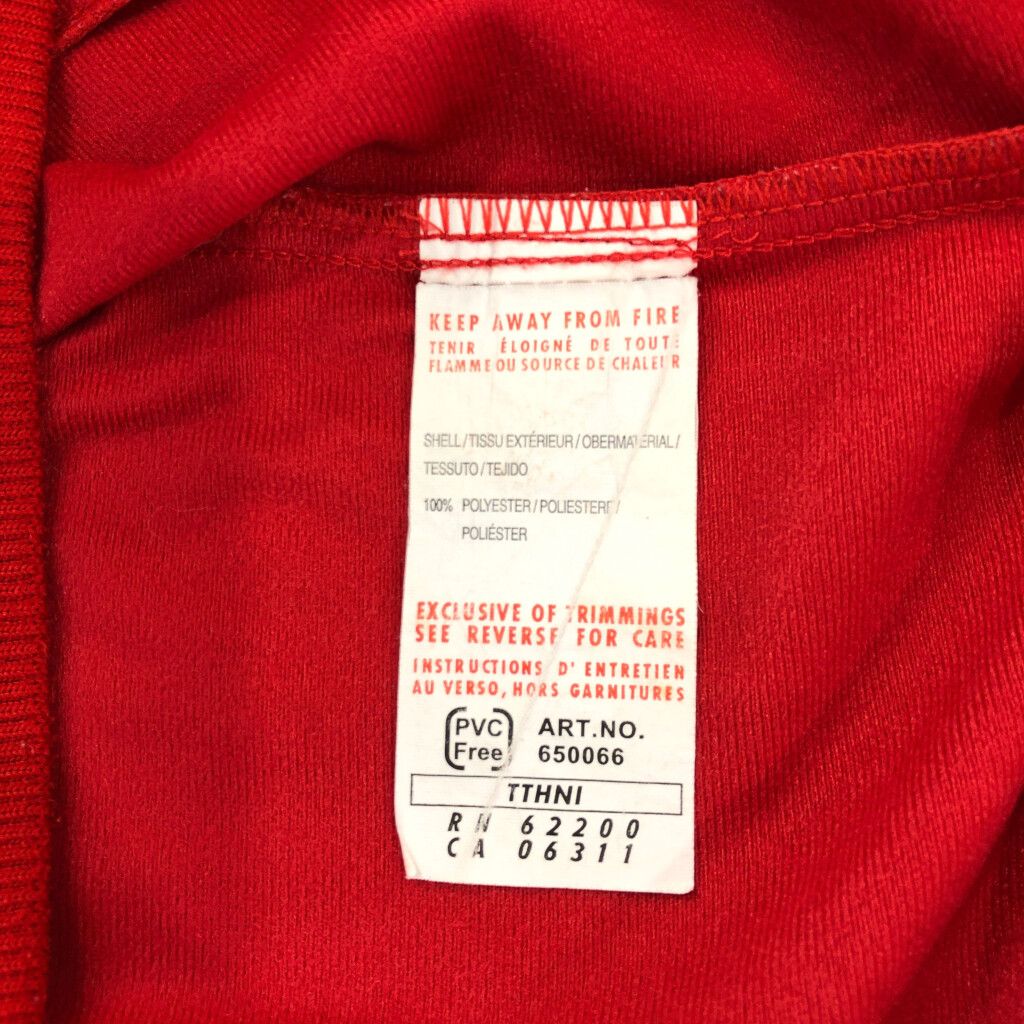 KEEP AWAY FROM FIRE
TENIR ÉLOIGNÉ DE TOUTE
FLAMME OU SOURCE DE CHALEUR
SHELL/TISSU EXTÉRIEUR/OBERMATERIAL/
TESSUTO/TEJIDO
100% POLYESTER/POLIESTERE/
POLIÉSTER
EXCLUSIVE OF TRIMMINGS
SEE REVERSE FOR CARE
INSTRUCTIONS D' ENTRETIEN
AU VERSO, HORS GARNITURES
PVC ART.NO.
Free 650066
TTHNI
RN 62200
CA 06311